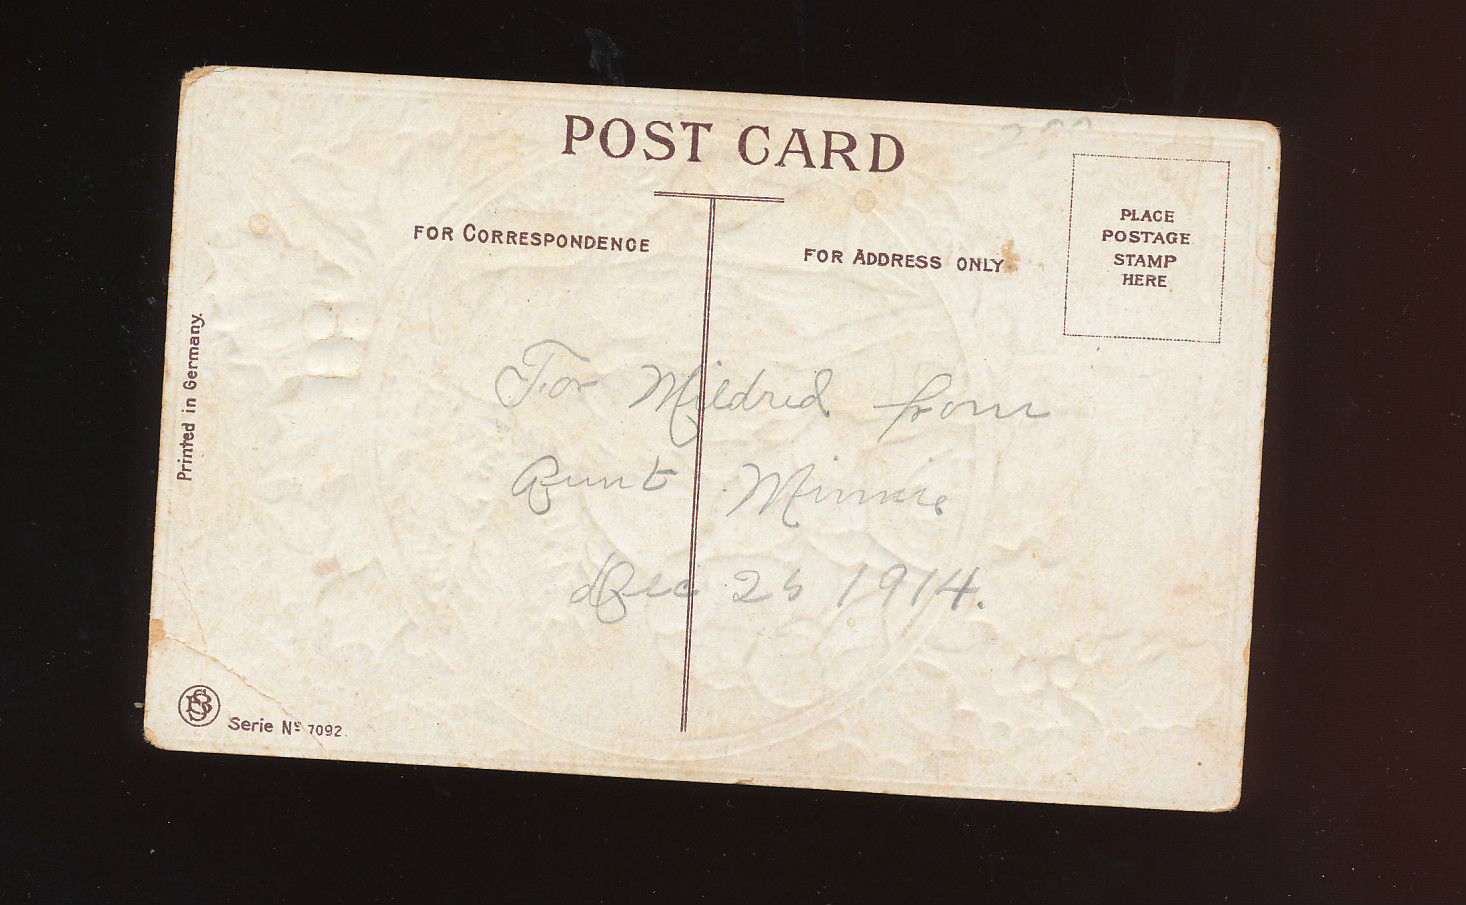 POST CARD
FOR CORRESPONDENCE
FOR ADDRESS ONLY
PLACE
POSTAGE
STAMP
HERE
Printed in Germany.
For Mildred from
Aunt Minnie
Dec 25 1914.
Serie No 7092.